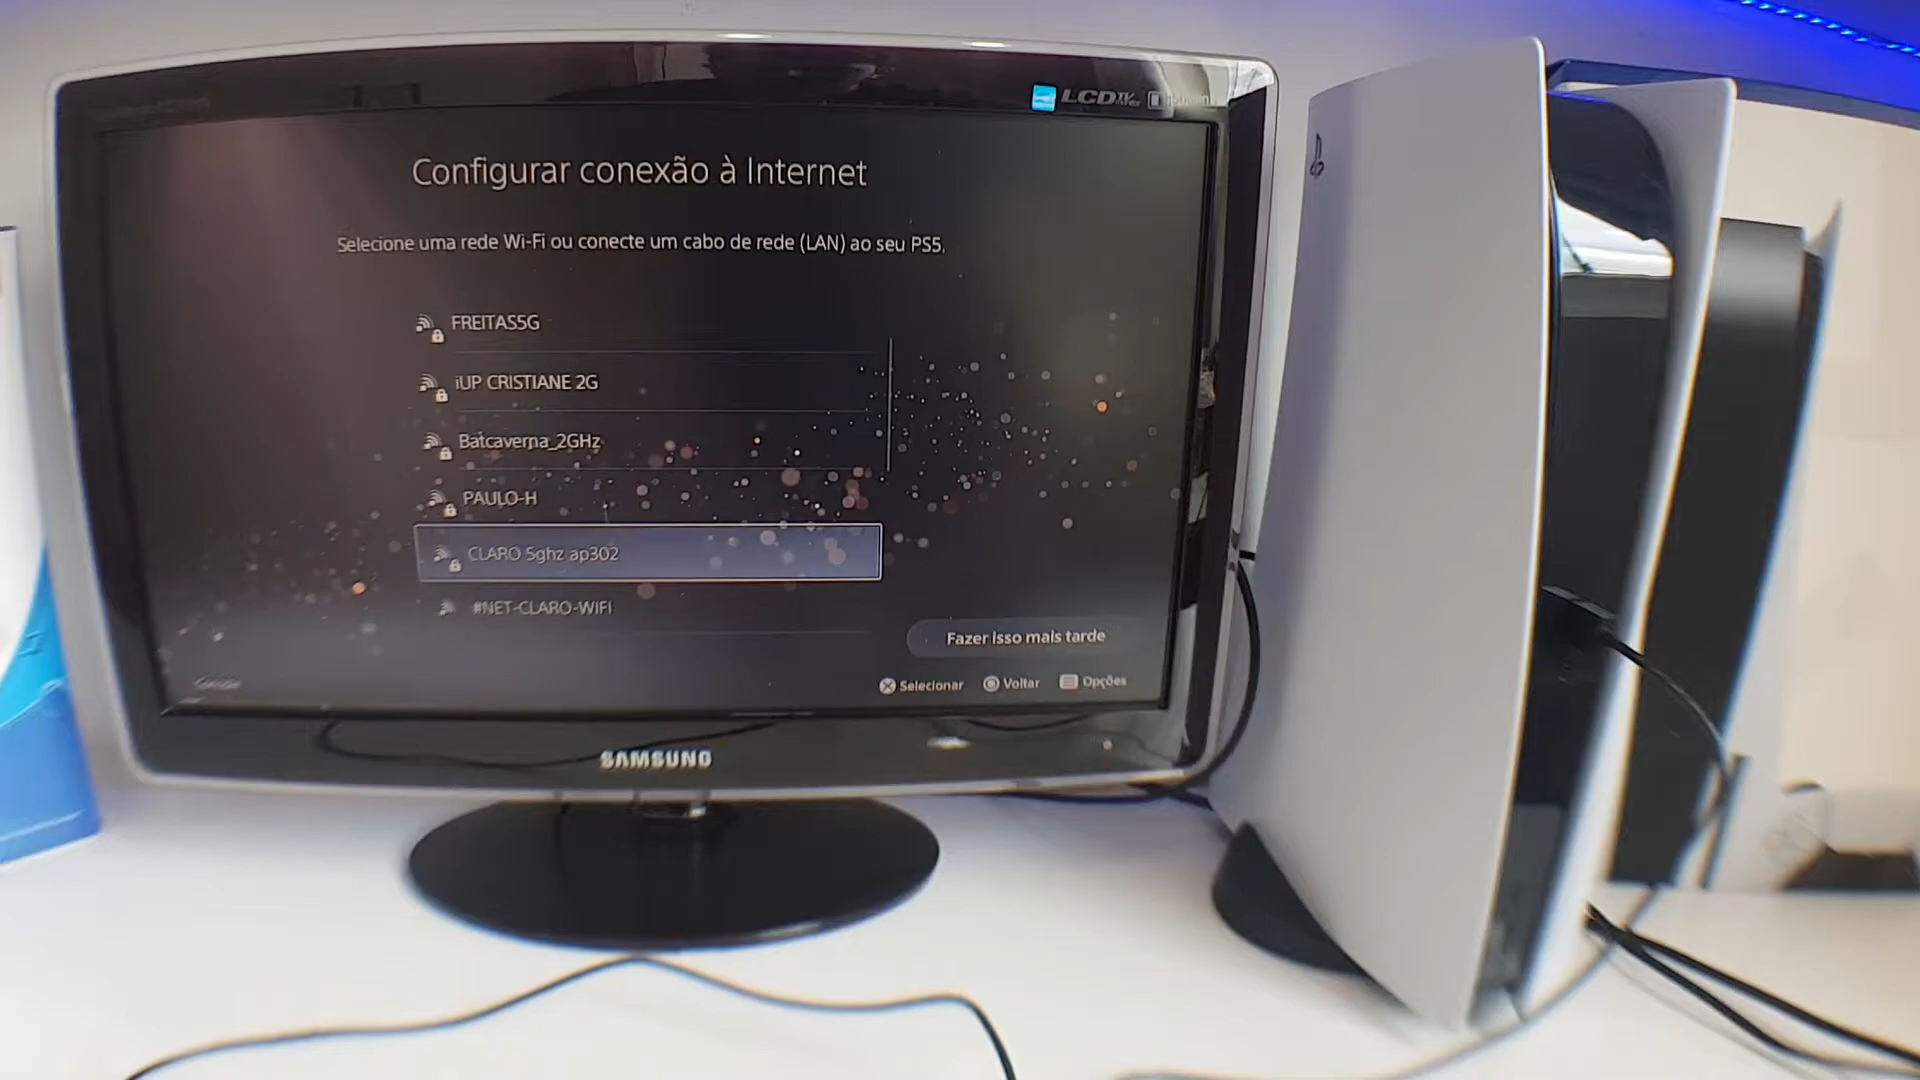 LCD TV
Configurar conexão à Internet
Selecione uma rede Wi-Fi ou conecte um cabo de rede (LAN) ao seu PS5.
FREITAS5G
iUP CRISTIANE 2G
Batcaverna_2GHz
PAULO-H
CLARO 5ghz ap302
#NET-CLARO-WIFI
Fazer isso mais tarde
Selecionar Voltar Opções
SAMSUNG